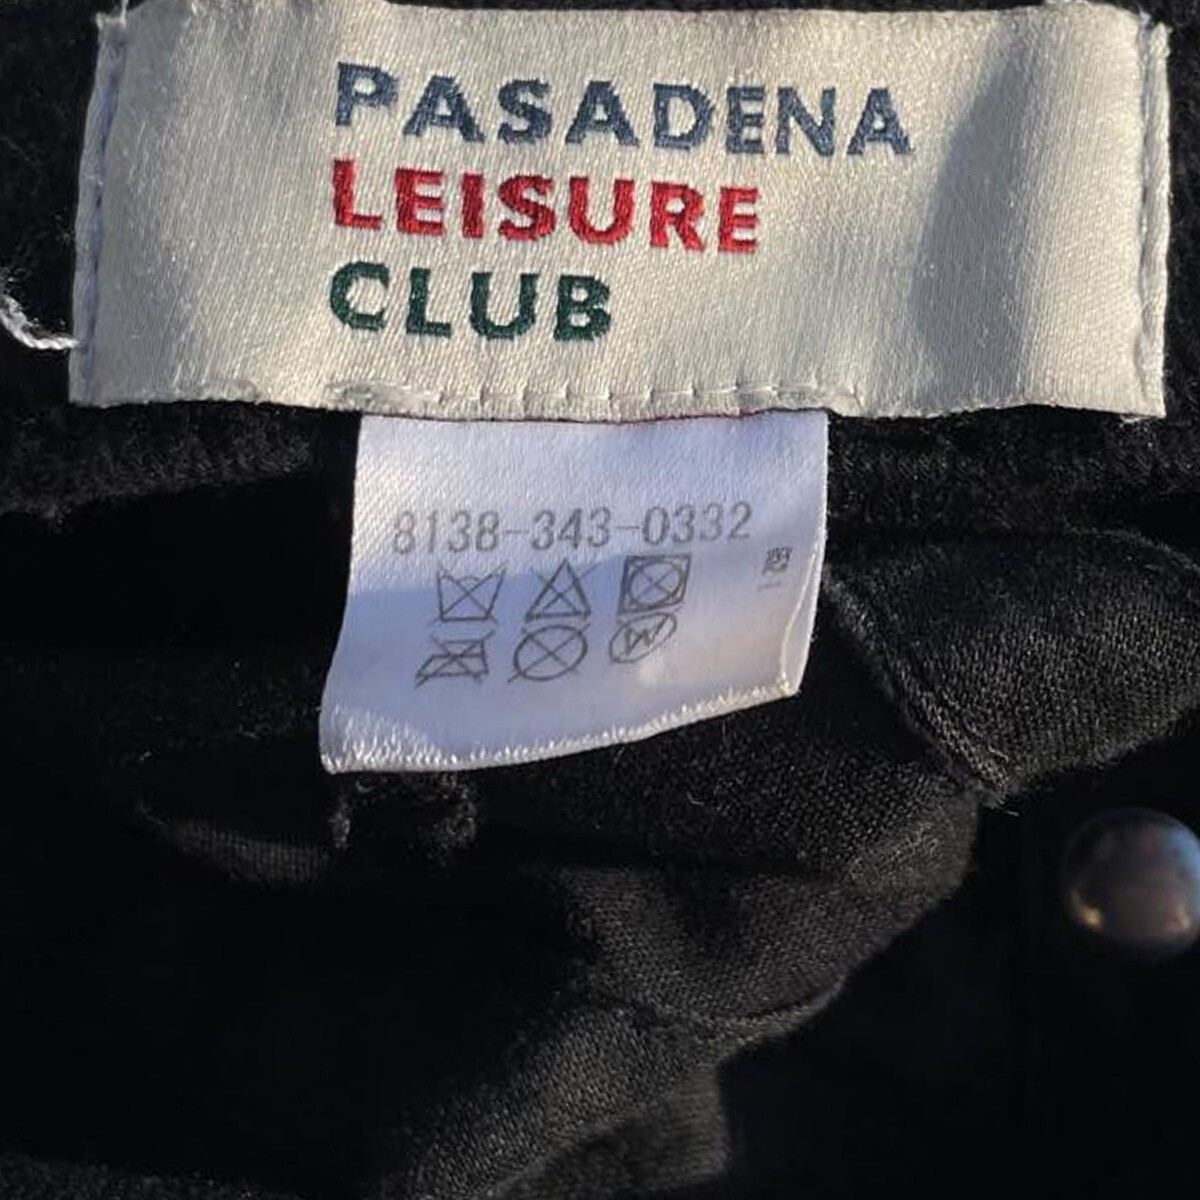 PASADENA
LEISURE
CLUB
8138-343-0332